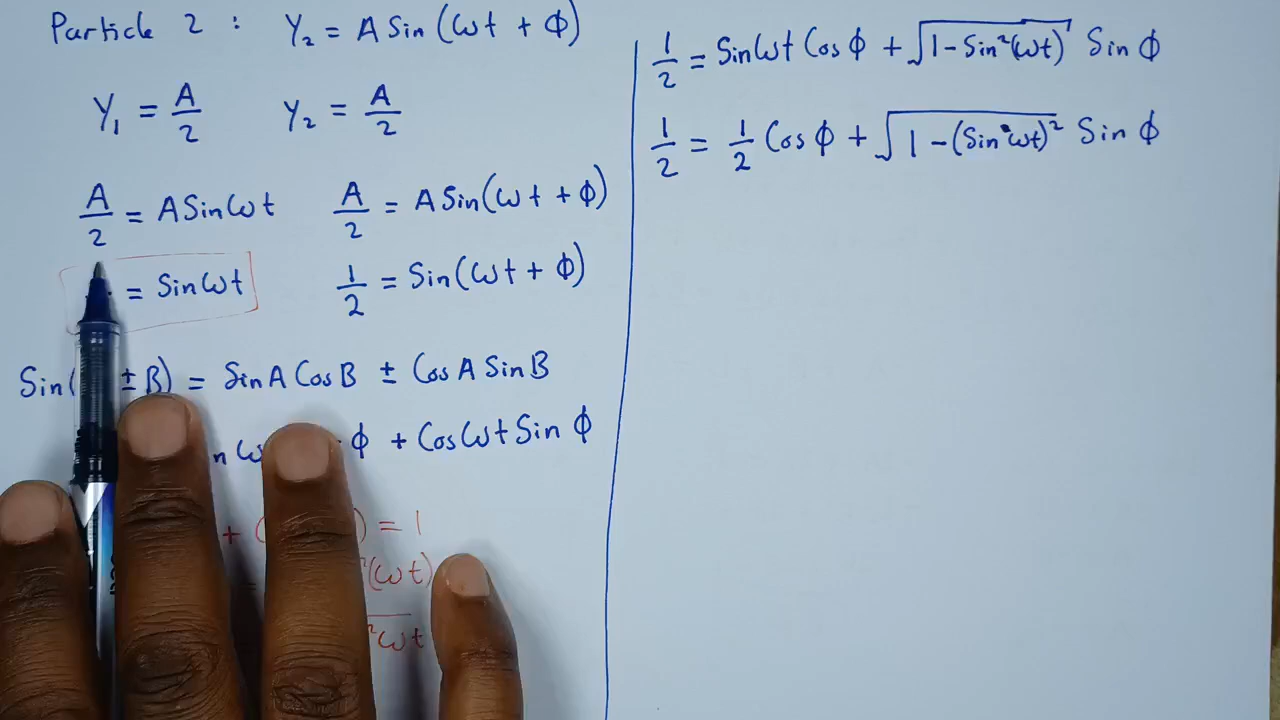 Particle 2 : Y₂ = A Sin (ωt + Φ)
Y₁ = A/2 Y₂ = A/2
A/2 = A Sin ωt A/2 = A Sin(ωt + Φ)
= Sin ωt 1/2 = Sin(ωt + Φ)
Sin( ± B) = Sin A Cos B ± Cos A Sin B
Φ + Cos ωt Sin Φ
+ ( ) = 1
= ²(ωt)
²ωt
1/2 = Sin ωt Cos Φ + √(1 - Sin²(ωt)) Sin Φ
1/2 = 1/2 Cos Φ + √(1 - (Sin ωt)²) Sin Φ